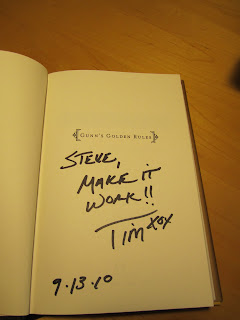 GUNN'S GOLDEN RULES
STEVE,
MAKE IT
WORK!!
TIM xox
9.13.10